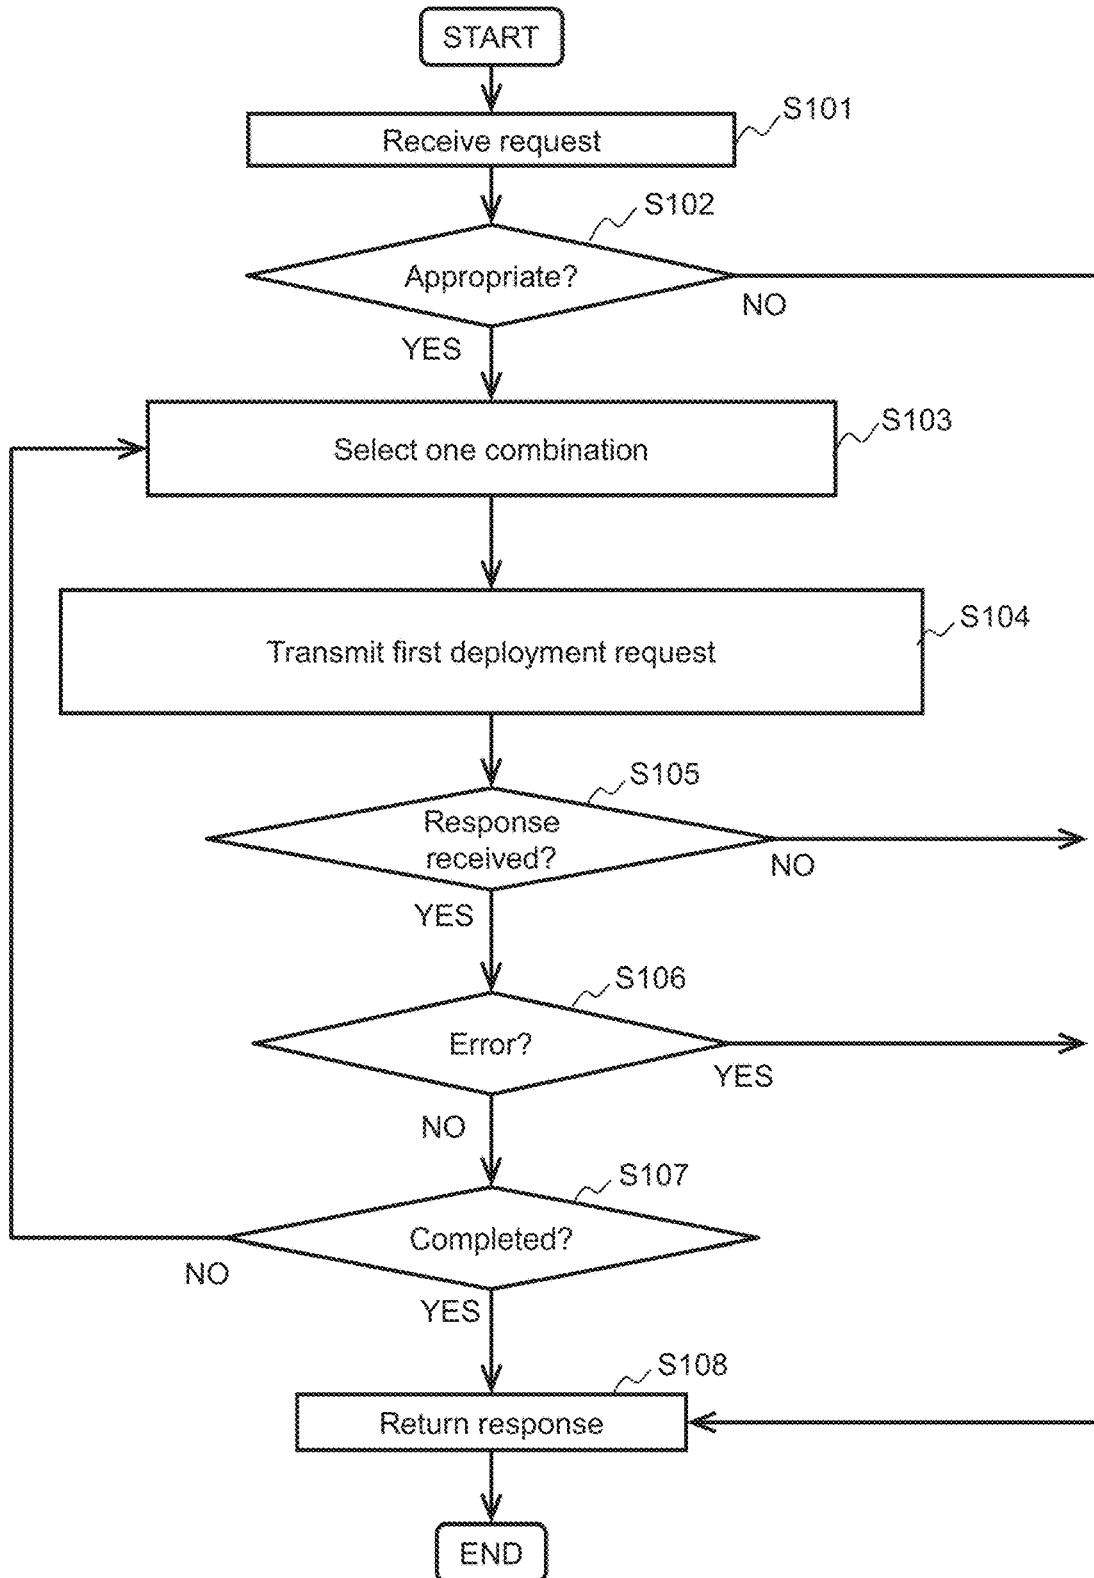 START
S101
Receive request
S102
Appropriate?
NO
YES
S103
Select one combination
S104
Transmit first deployment request
S105
Response
received?
NO
YES
S106
Error?
YES
NO
S107
Completed?
NO
YES
S108
Return response
END